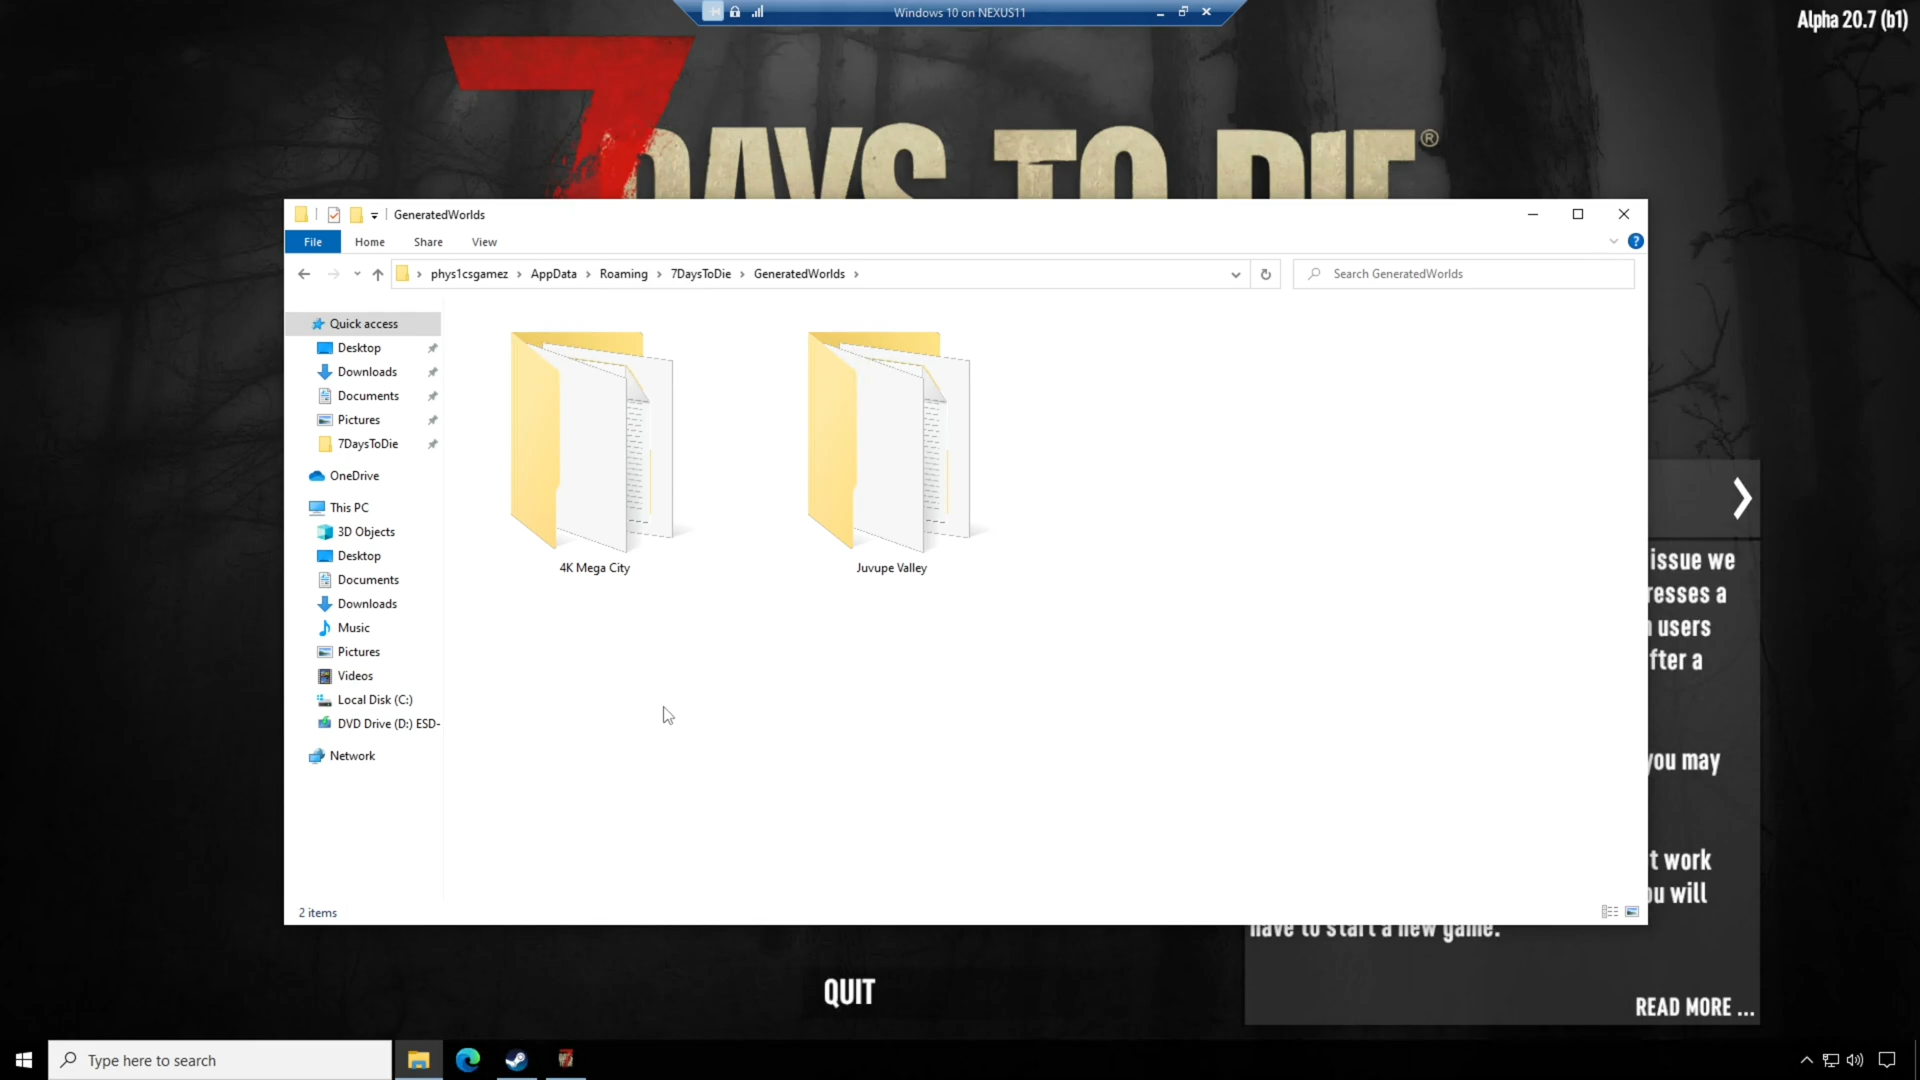 Windows 10 on NEXUS11
Alpha 20.7 (b1)
7 DAYS TO DIE®
GeneratedWorlds
File
Home
Share
View
phys1csgamez > AppData > Roaming > 7DaysToDie > GeneratedWorlds >
Search GeneratedWorlds
Quick access
Desktop
Downloads
Documents
Pictures
7DaysToDie
OneDrive
This PC
3D Objects
Desktop
Documents
Downloads
Music
Pictures
Videos
Local Disk (C:)
DVD Drive (D:) ESD-
Network
4K Mega City
Juvupe Valley
2 items
issue we
resses a
users
fter a
you may
t work
ou will
have to start a new game.
READ MORE ...
QUIT
Type here to search